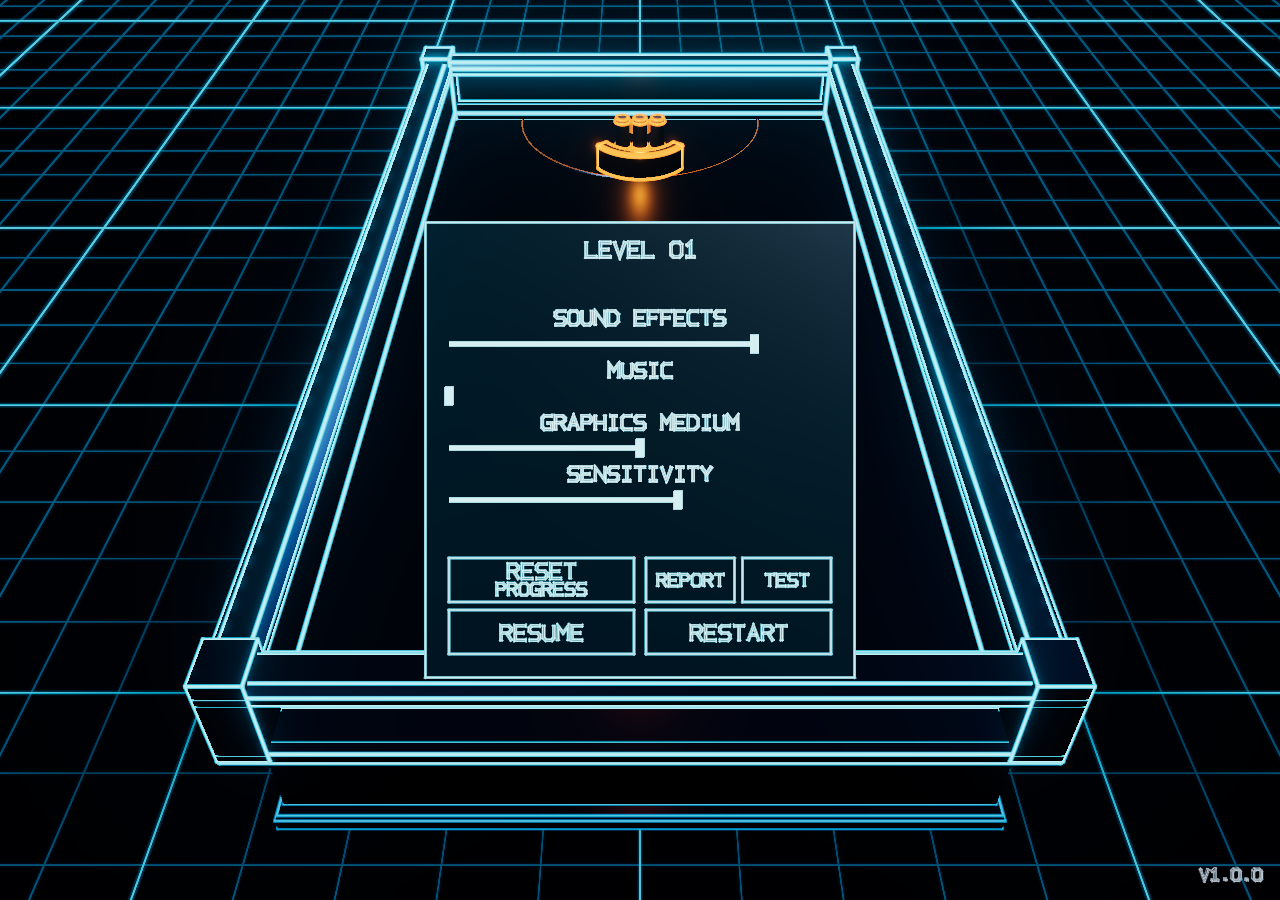 LEVEL 01
SOUND EFFECTS
MUSIC
GRAPHICS MEDIUM
SENSITIVITY
RESET
PROGRESS
REPORT
TEST
RESUME
RESTART
V1.0.0